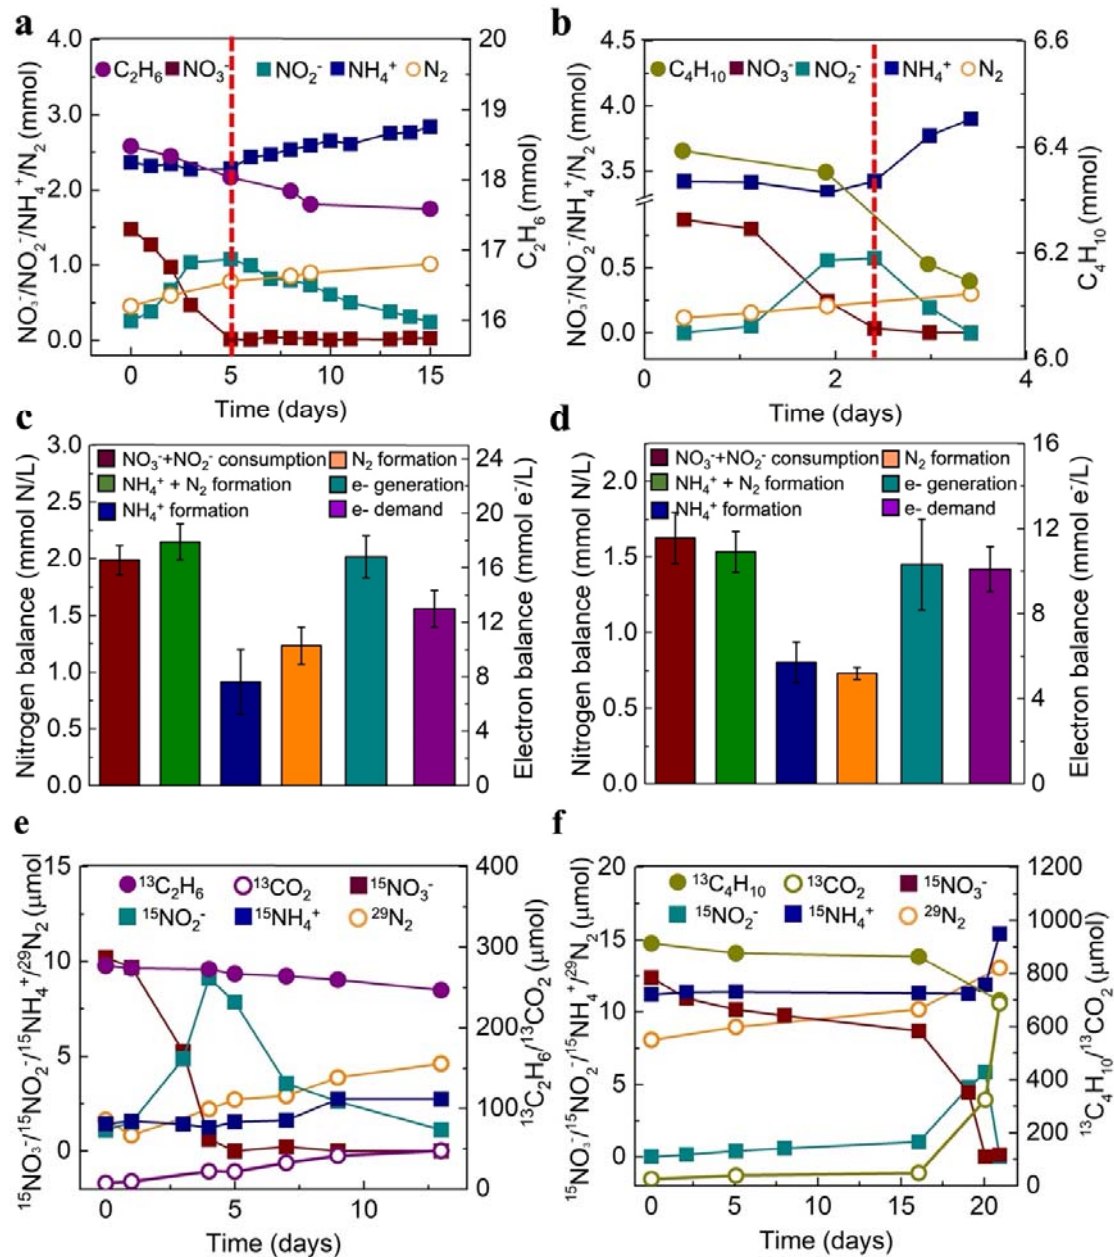 a
4.0
3.0
2.0
1.0
0.0
C₂H₆ NO₃⁻ NO₂⁻ NH₄⁺ N₂
20
19
18
17
16
0 5 10 15
Time (days)
NO₃⁻/NO₂⁻/NH₄⁺/N₂ (mmol)
C₂H₆ (mmol)
b
4.5
4.0
3.5
0.5
0.0
C₄H₁₀ NO₃⁻ NO₂⁻ NH₄⁺ N₂
6.6
6.4
6.2
6.0
0 2 4
Time (days)
NO₃⁻/NO₂⁻/NH₄⁺/N₂ (mmol)
C₄H₁₀ (mmol)
c
3.0
2.5
2.0
1.5
1.0
0.5
0.0
NO₃⁻+NO₂⁻ consumption N₂ formation
NH₄⁺ + N₂ formation e- generation
NH₄⁺ formation e- demand
24
20
16
12
8
4
0
Nitrogen balance (mmol N/L)
Electron balance (mmol e⁻/L)
d
2.0
1.5
1.0
0.5
0.0
NO₃⁻+NO₂⁻ consumption N₂ formation
NH₄⁺ + N₂ formation e- generation
NH₄⁺ formation e- demand
16
12
8
4
0
Nitrogen balance (mmol N/L)
Electron balance (mmol e⁻/L)
e
15
10
5
0
¹³C₂H₆ ¹³CO₂ ¹⁵NO₃⁻
¹⁵NO₂⁻ ¹⁵NH₄⁺ ²⁹N₂
400
300
200
100
0
0 5 10
Time (days)
¹⁵NO₃⁻/¹⁵NO₂⁻/¹⁵NH₄⁺/²⁹N₂ (μmol)
¹³C₂H₆/¹³CO₂ (μmol)
f
20
15
10
5
0
¹³C₄H₁₀ ¹³CO₂ ¹⁵NO₃⁻
¹⁵NO₂⁻ ¹⁵NH₄⁺ ²⁹N₂
1200
1000
800
600
400
200
0
0 5 10 15 20
Time (days)
¹⁵NO₃⁻/¹⁵NO₂⁻/¹⁵NH₄⁺/²⁹N₂ (μmol)
¹³C₄H₁₀/¹³CO₂ (μmol)